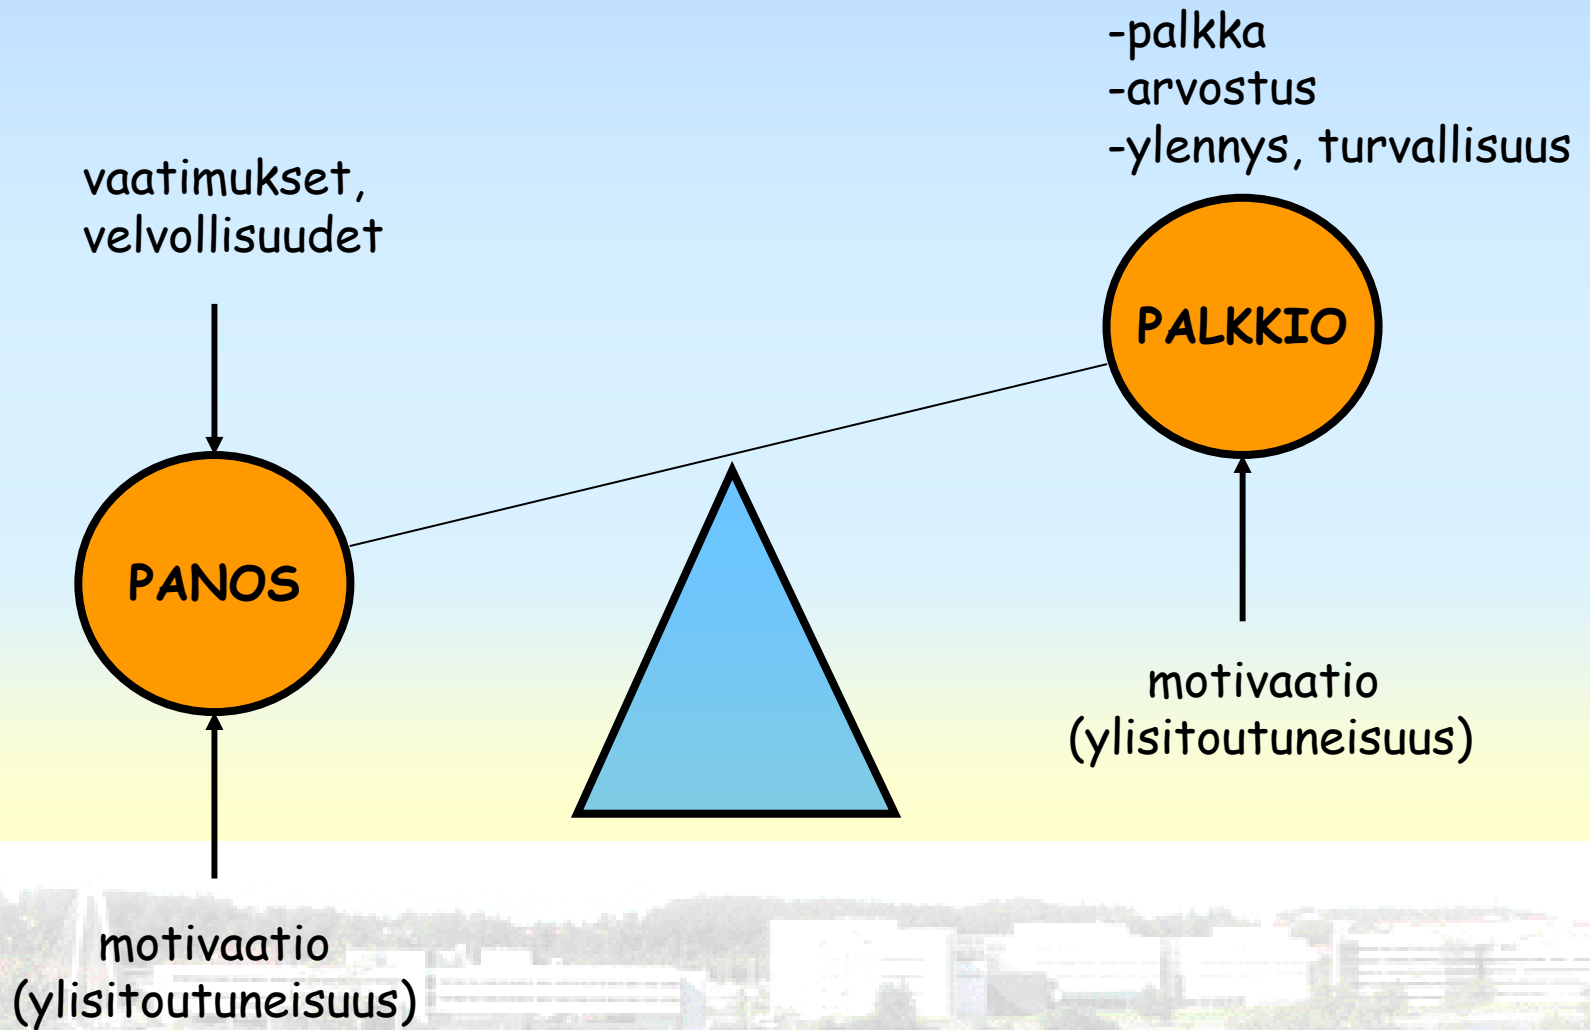 -palkka
-arvostus
-ylennys, turvallisuus
vaatimukset,
velvollisuudet
PALKKIO
PANOS
motivaatio
(ylisitoutuneisuus)
motivaatio
(ylisitoutuneisuus)